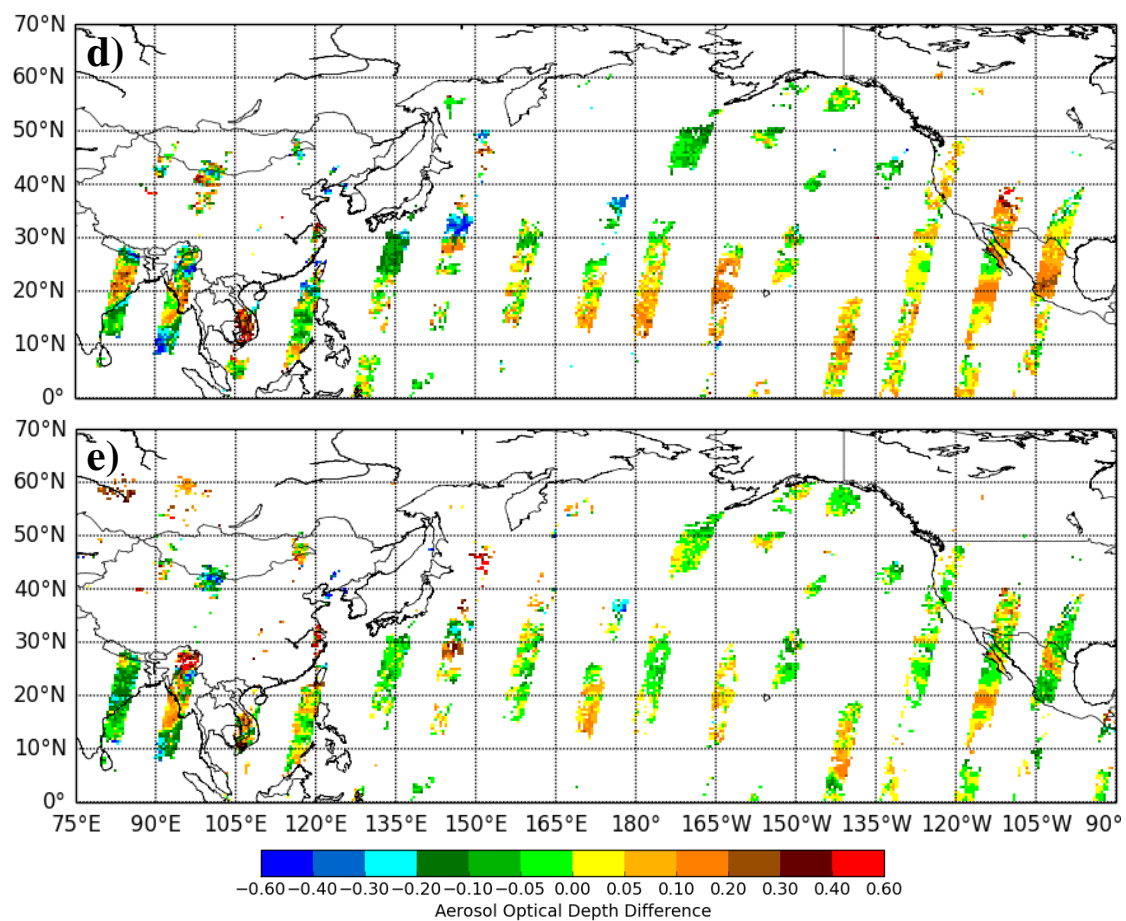 70°N
d)
60°N
50°N
40°N
30°N
20°N
10°N
0°
70°N
e)
60°N
50°N
40°N
30°N
20°N
10°N
0°
75°E 90°E 105°E 120°E 135°E 150°E 165°E 180° 165°W 150°W 135°W 120°W 105°W 90°
−0.60 −0.40 −0.30 −0.20 −0.10 −0.05 0.00 0.05 0.10 0.20 0.30 0.40 0.60
Aerosol Optical Depth Difference